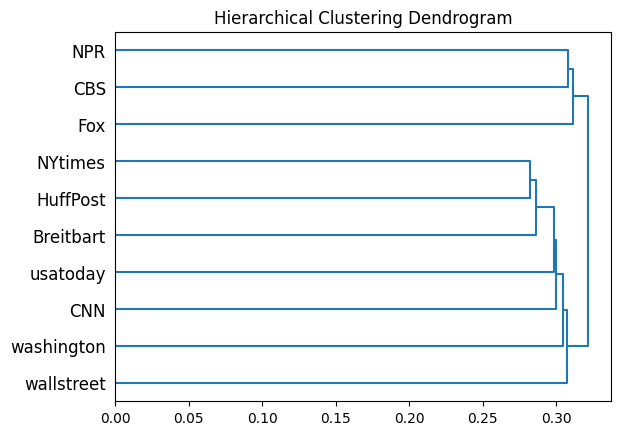 Hierarchical Clustering Dendrogram
NPR
CBS
Fox
NYtimes
HuffPost
Breitbart
usatoday
CNN
washington
wallstreet
0.00 0.05 0.10 0.15 0.20 0.25 0.30